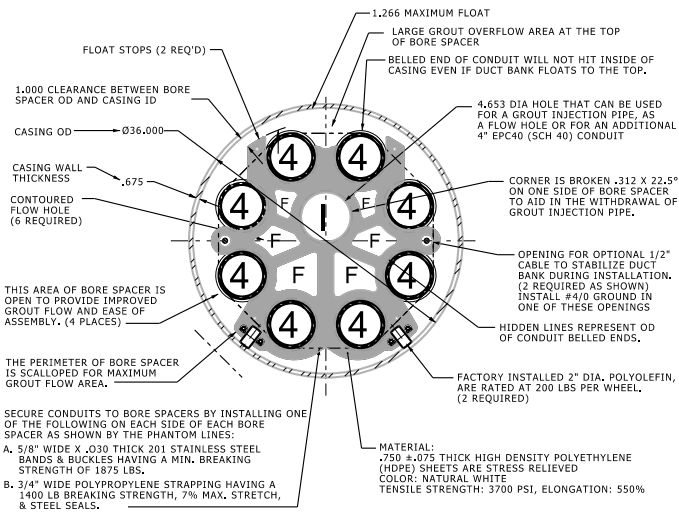 1.266 MAXIMUM FLOAT
LARGE GROUT OVERFLOW AREA AT THE TOP
OF BORE SPACER
FLOAT STOPS (2 REQ'D)
BELLED END OF CONDUIT WILL NOT HIT INSIDE OF
CASING EVEN IF DUCT BANK FLOATS TO THE TOP.
1.000 CLEARANCE BETWEEN BORE
SPACER OD AND CASING ID
4.653 DIA HOLE THAT CAN BE USED
FOR A GROUT INJECTION PIPE, AS
A FLOW HOLE OR FOR AN ADDITIONAL
4" EPC40 (SCH 40) CONDUIT
CASING OD
Ø36.000
CASING WALL
THICKNESS
.675
CORNER IS BROKEN .312 X 22.5°
ON ONE SIDE OF BORE SPACER
TO AID IN THE WITHDRAWAL OF
GROUT INJECTION PIPE.
CONTOURED
FLOW HOLE
(6 REQUIRED)
4 4
4 F I F 4
F F
4 F F 4
4 4
OPENING FOR OPTIONAL 1/2"
CABLE TO STABILIZE DUCT
BANK DURING INSTALLATION.
(2 REQUIRED AS SHOWN)
INSTALL #4/0 GROUND IN
ONE OF THESE OPENINGS
THIS AREA OF BORE SPACER IS
OPEN TO PROVIDE IMPROVED
GROUT FLOW AND EASE OF
ASSEMBLY. (4 PLACES)
HIDDEN LINES REPRESENT OD
OF CONDUIT BELLED ENDS.
THE PERIMETER OF BORE SPACER
IS SCALLOPED FOR MAXIMUM
GROUT FLOW AREA.
FACTORY INSTALLED 2" DIA. POLYOLEFIN,
ARE RATED AT 200 LBS PER WHEEL.
(2 REQUIRED)
SECURE CONDUITS TO BORE SPACERS BY INSTALLING ONE
OF THE FOLLOWING ON EACH SIDE OF EACH BORE
SPACER AS SHOWN BY THE PHANTOM LINES:
A. 5/8" WIDE X .030 THICK 201 STAINLESS STEEL
BANDS & BUCKLES HAVING A MIN. BREAKING
STRENGTH OF 1875 LBS.
B. 3/4" WIDE POLYPROPYLENE STRAPPING HAVING A
1400 LB BREAKING STRENGTH, 7% MAX. STRETCH,
& STEEL SEALS.
MATERIAL:
.750 ±.075 THICK HIGH DENSITY POLYETHYLENE
(HDPE) SHEETS ARE STRESS RELIEVED
COLOR: NATURAL WHITE
TENSILE STRENGTH: 3700 PSI, ELONGATION: 550%